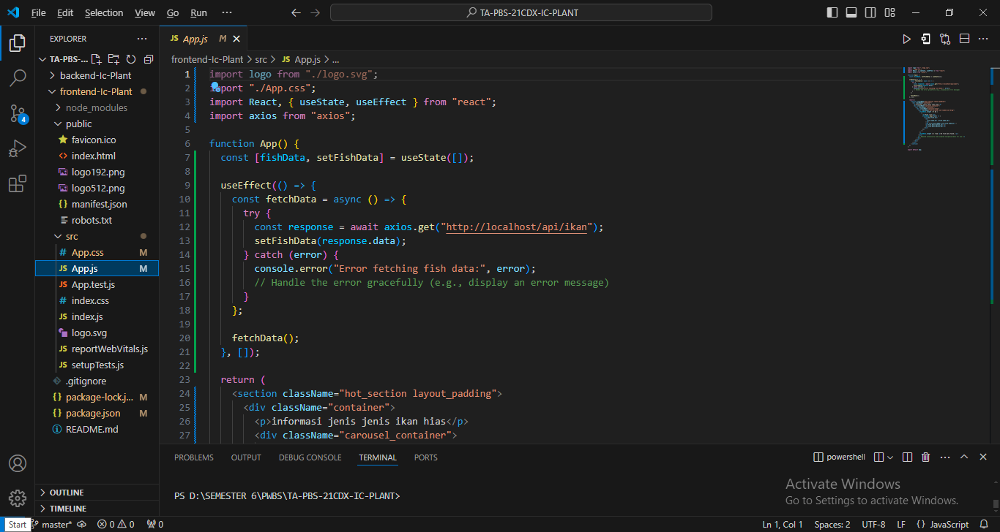 File Edit Selection View Go Run ··· TA-PBS-21CDX-IC-PLANT
EXPLORER ···
TA-PBS-...
backend-Ic-Plant
frontend-Ic-Plant
node_modules
public
favicon.ico
<> index.html
logo192.png
logo512.png
{} manifest.json
robots.txt
src
# App.css M
JS App.js M
JS App.test.js
# index.css
JS index.js
logo.svg
JS reportWebVitals.js
JS setupTests.js
.gitignore
{} package-lock.j... M
{} package.json M
README.md
OUTLINE
TIMELINE
4
JS App.js M
frontend-Ic-Plant > src > JS App.js > ...
1 import logo from "./logo.svg";
2 import "./App.css";
3 import React, { useState, useEffect } from "react";
4 import axios from "axios";
5
6 function App() {
7 const [fishData, setFishData] = useState([]);
8
9 useEffect(() => {
10 const fetchData = async () => {
11 try {
12 const response = await axios.get("http://localhost/api/ikan");
13 setFishData(response.data);
14 } catch (error) {
15 console.error("Error fetching fish data:", error);
16 // Handle the error gracefully (e.g., display an error message)
17 }
18 };
19
20 fetchData();
21 }, []);
22
23 return (
24 <section className="hot_section layout_padding">
25 <div className="container">
26 <p>informasi jenis jenis ikan hias</p>
27 <div className="carousel_container">
PROBLEMS OUTPUT DEBUG CONSOLE TERMINAL PORTS powershell
PS D:\SEMESTER 6\PWBS\TA-PBS-21CDX-IC-PLANT>
Activate Windows
Go to Settings to activate Windows.
Start master* 0 0 0 Ln 1, Col 1 Spaces: 2 UTF-8 LF {} JavaScript